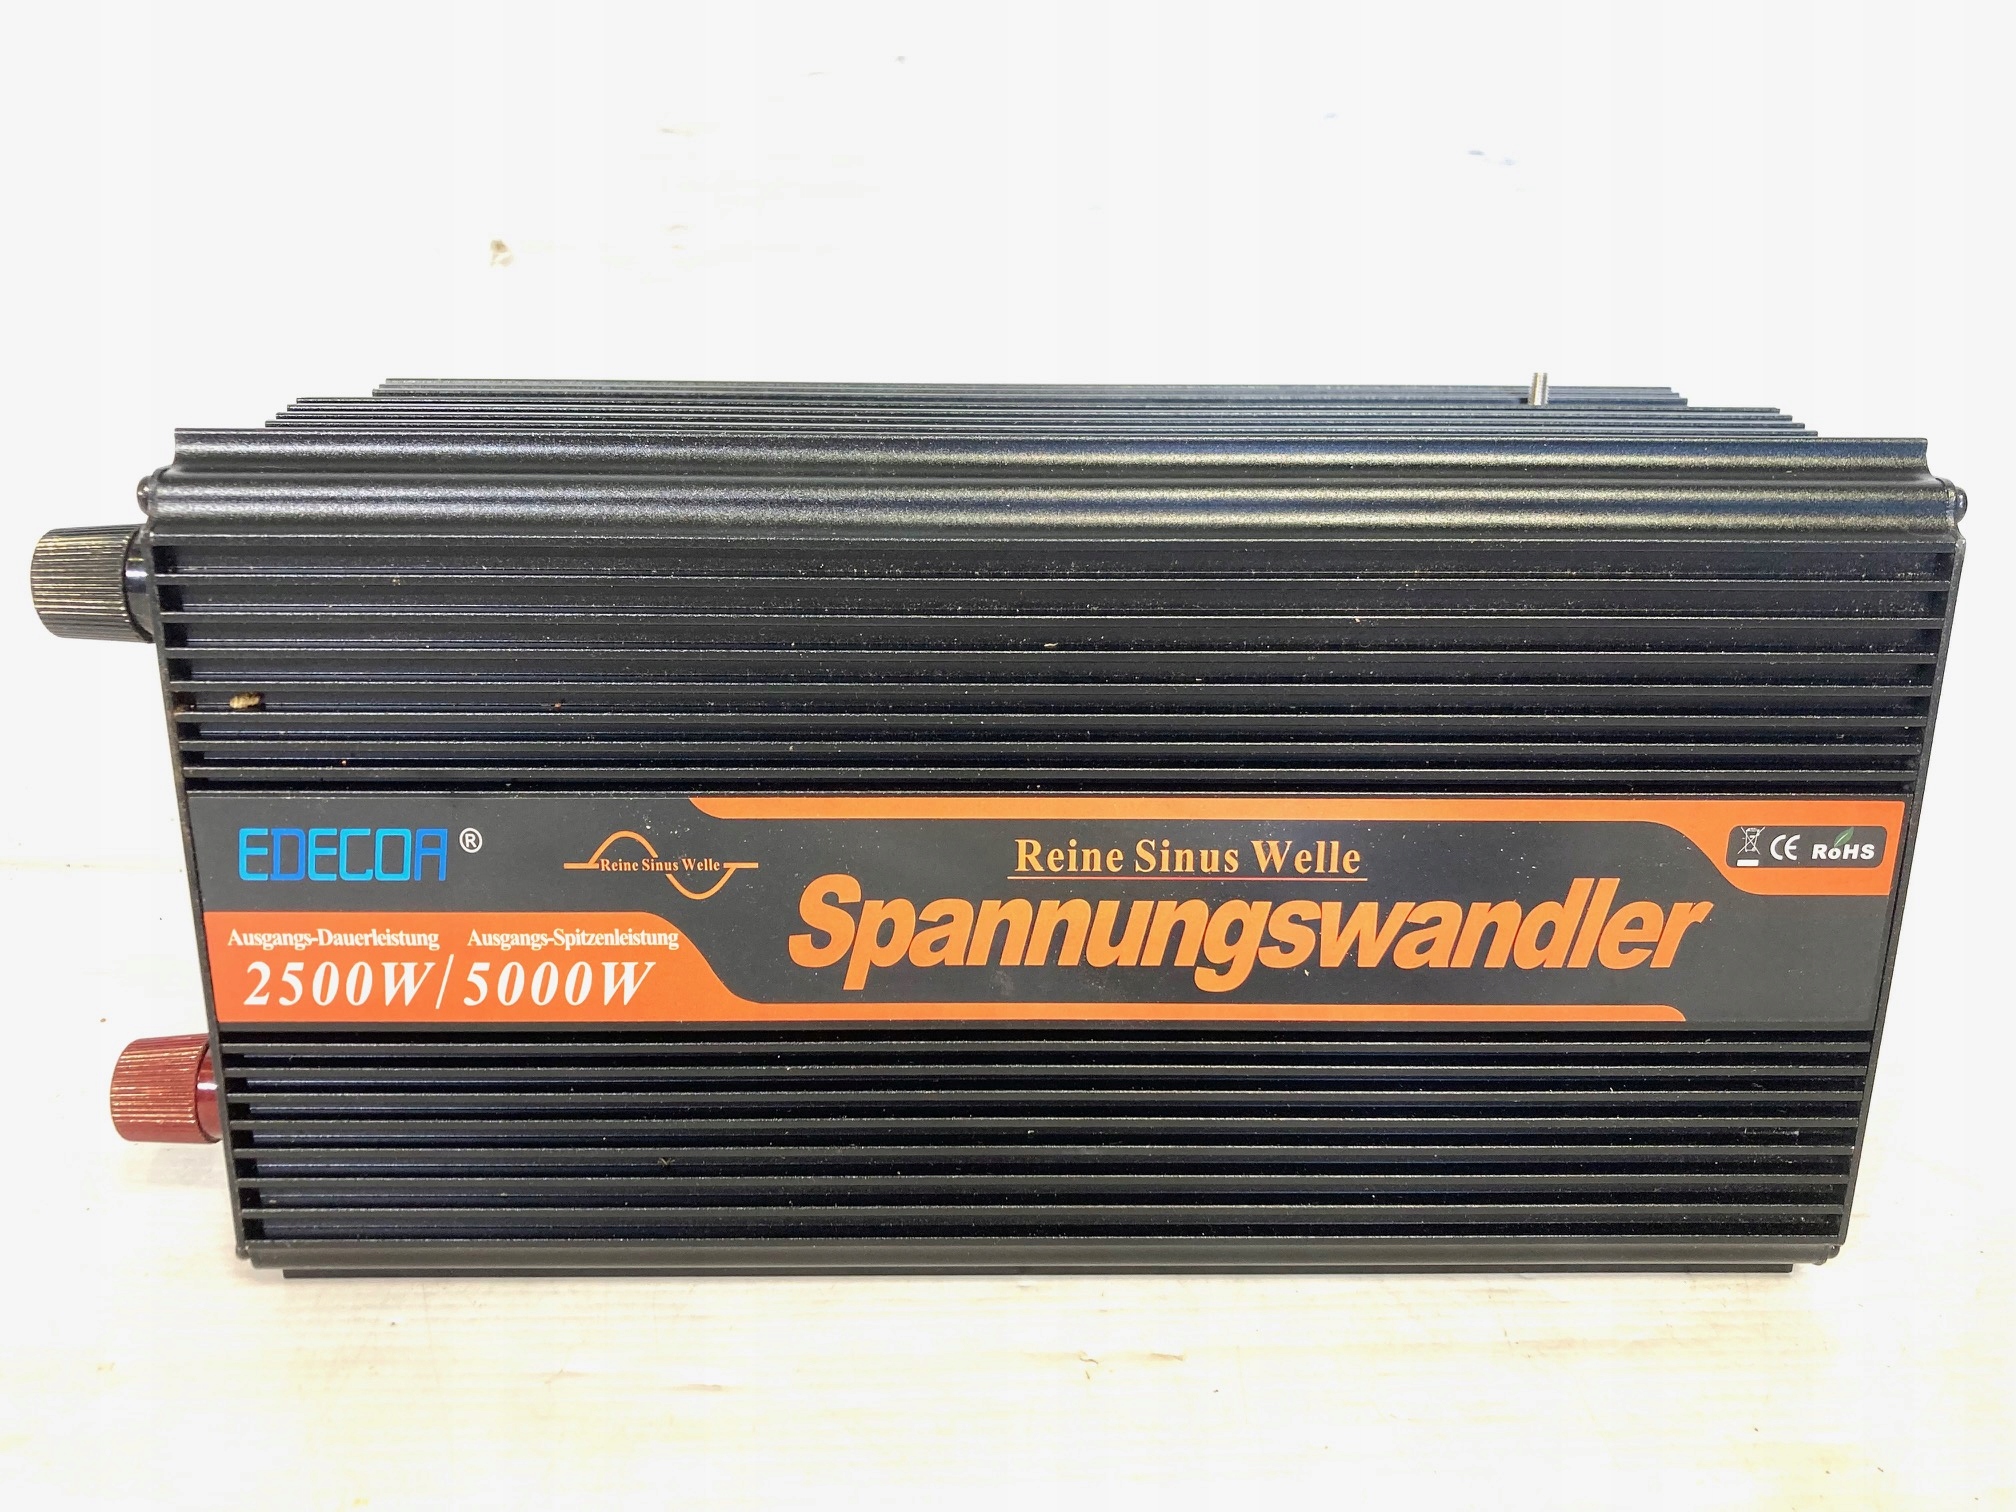 EDECOA®
Reine Sinus Welle
Reine Sinus Welle
Spannungswandler
CE RoHS
Ausgangs-Dauerleistung Ausgangs-Spitzenleistung
2500W/5000W